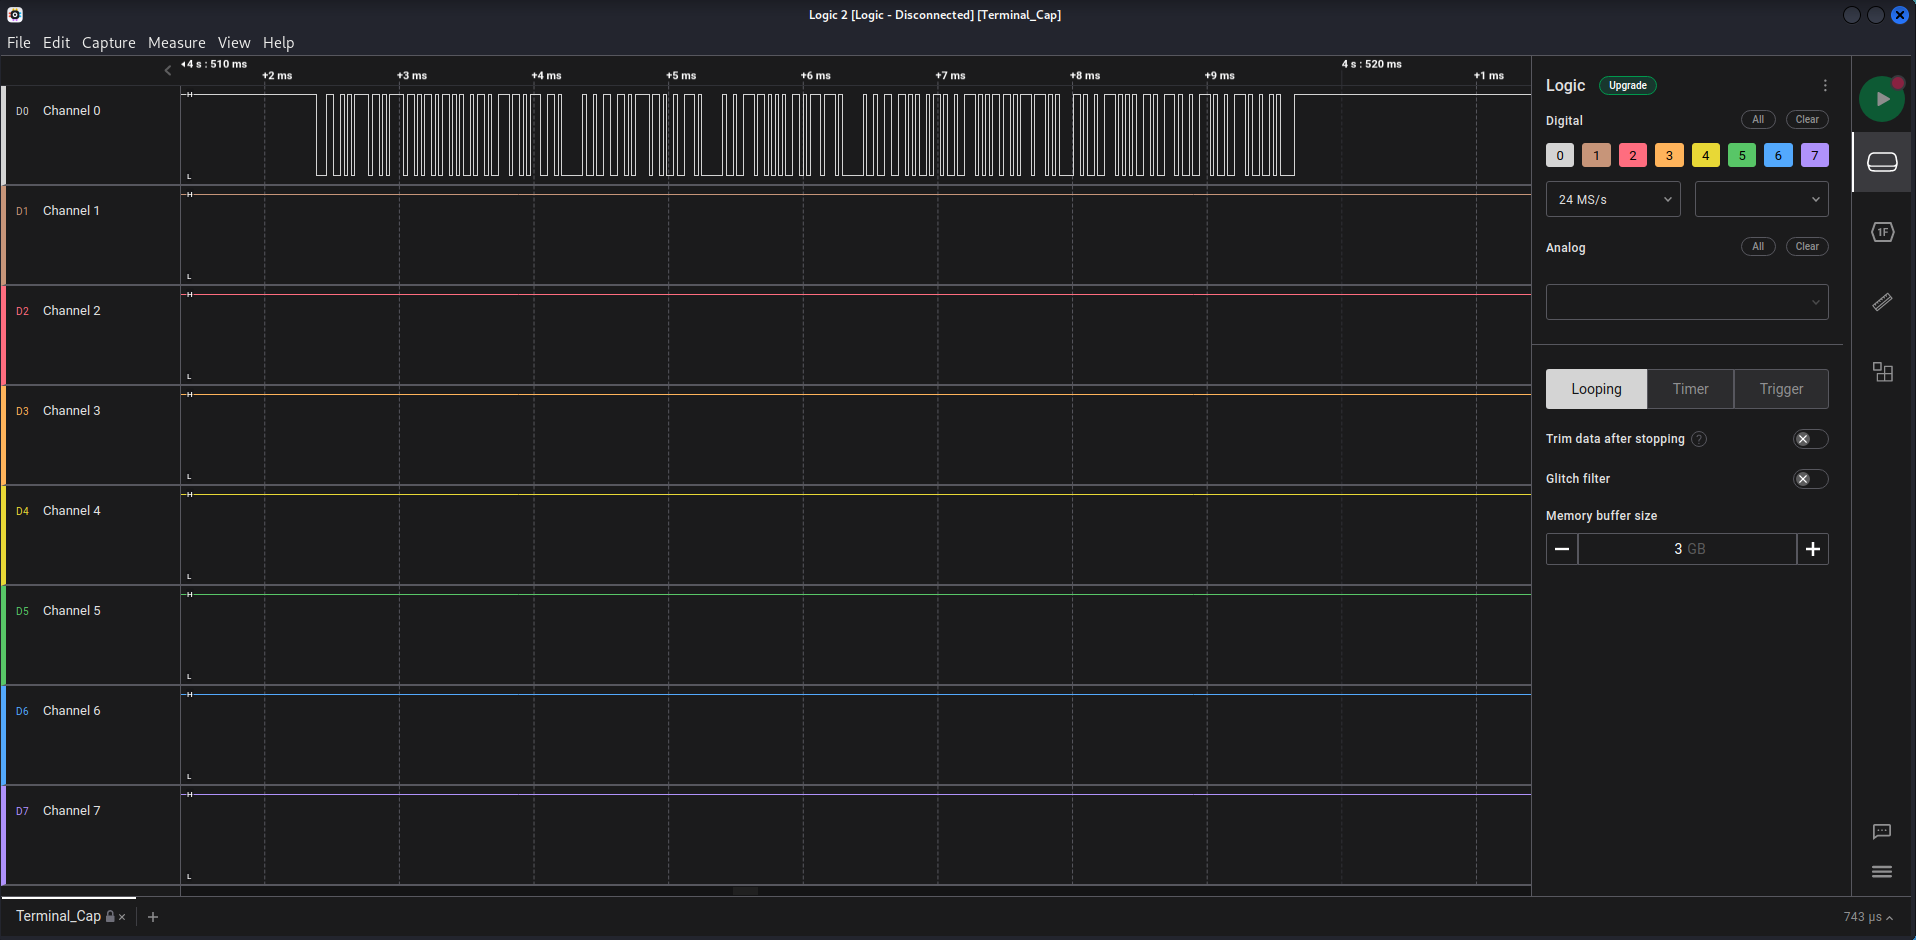 Logic 2 [Logic - Disconnected] [Terminal_Cap]
File Edit Capture Measure View Help
4 s : 510 ms
4 s : 520 ms
+2 ms +3 ms +4 ms +5 ms +6 ms +7 ms +8 ms +9 ms +1 ms
D0 Channel 0
H
L
D1 Channel 1
H
L
D2 Channel 2
H
L
D3 Channel 3
H
L
D4 Channel 4
H
L
D5 Channel 5
H
L
D6 Channel 6
H
L
D7 Channel 7
H
L
Logic Upgrade
Digital All Clear
0 1 2 3 4 5 6 7
24 MS/s
Analog All Clear
Looping Timer Trigger
Trim data after stopping ?
Glitch filter
Memory buffer size
3 GB
1F
Terminal_Cap
743 µs